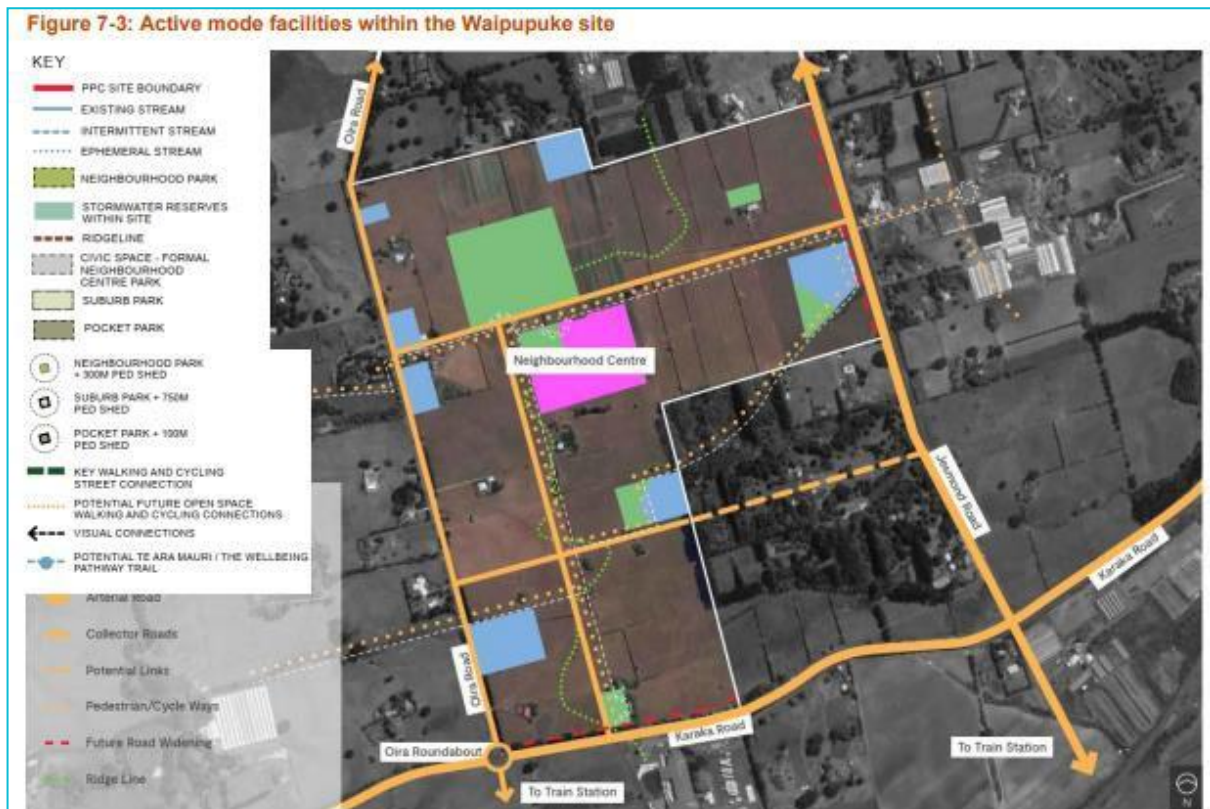 Figure 7-3: Active mode facilities within the Waipupuke site
KEY
PPC SITE BOUNDARY
EXISTING STREAM
INTERMITTENT STREAM
EPHEMERAL STREAM
NEIGHBOURHOOD PARK
STORMWATER RESERVES
WITHIN SITE
RIDGELINE
CIVIC SPACE - FORMAL
NEIGHBOURHOOD
CENTRE PARK
SUBURB PARK
POCKET PARK
NEIGHBOURHOOD PARK
+ 300M PED SHED
SUBURB PARK + 750M
PED SHED
POCKET PARK + 100M
PED SHED
KEY WALKING AND CYCLING
STREET CONNECTION
POTENTIAL FUTURE OPEN SPACE
WALKING AND CYCLING CONNECTIONS
VISUAL CONNECTIONS
POTENTIAL TE ARA MAURI / THE WELLBEING
PATHWAY TRAIL
Arterial Road
Collector Roads
Potential Links
Pedestrian/Cycle Ways
Future Road Widening
Ridge Line
Oira Road
Neighbourhood Centre
Jesmond Road
Karaka Road
Oira Road
Karaka Road
Oira Roundabout
To Train Station
To Train Station
N